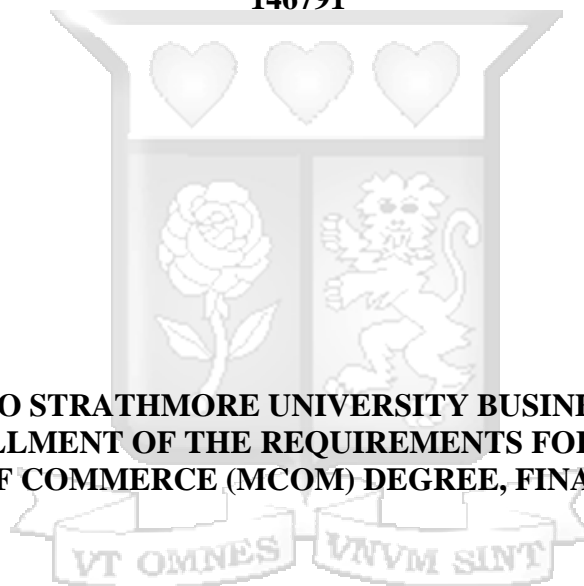 146791
O STRATHMORE UNIVERSITY BUSIN
LLMENT OF THE REQUIREMENTS FO
F COMMERCE (MCOM) DEGREE, FINA
VT OMNES VNVM SINT